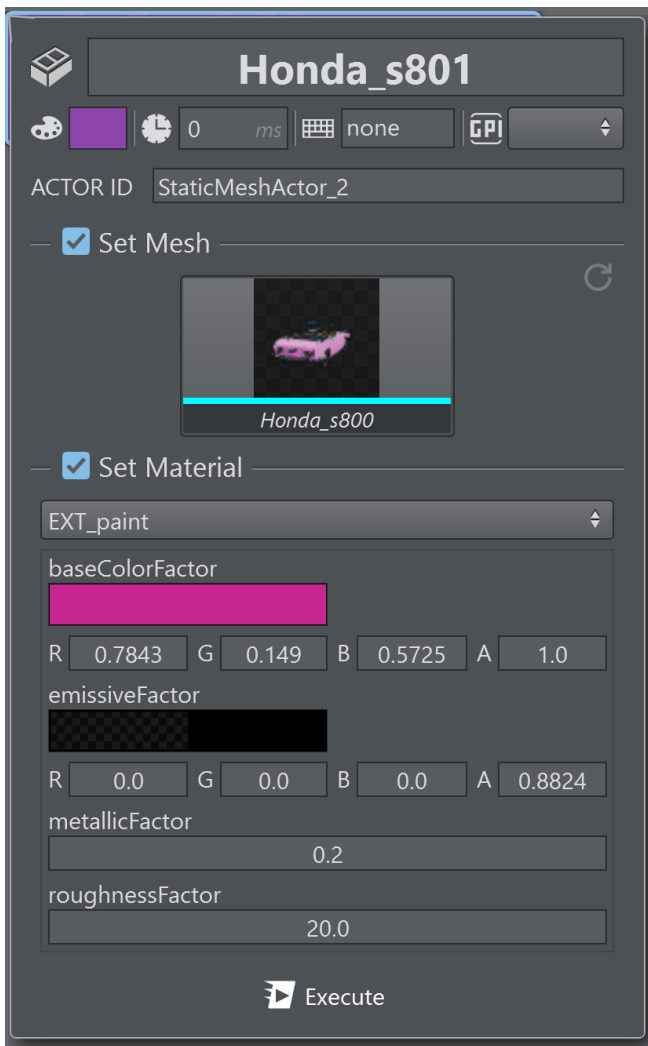 Honda_s801
0 ms none GPI
ACTOR ID StaticMeshActor_2
Set Mesh
Honda_s800
Set Material
EXT_paint
baseColorFactor
R 0.7843 G 0.149 B 0.5725 A 1.0
emissiveFactor
R 0.0 G 0.0 B 0.0 A 0.8824
metallicFactor
0.2
roughnessFactor
20.0
Execute